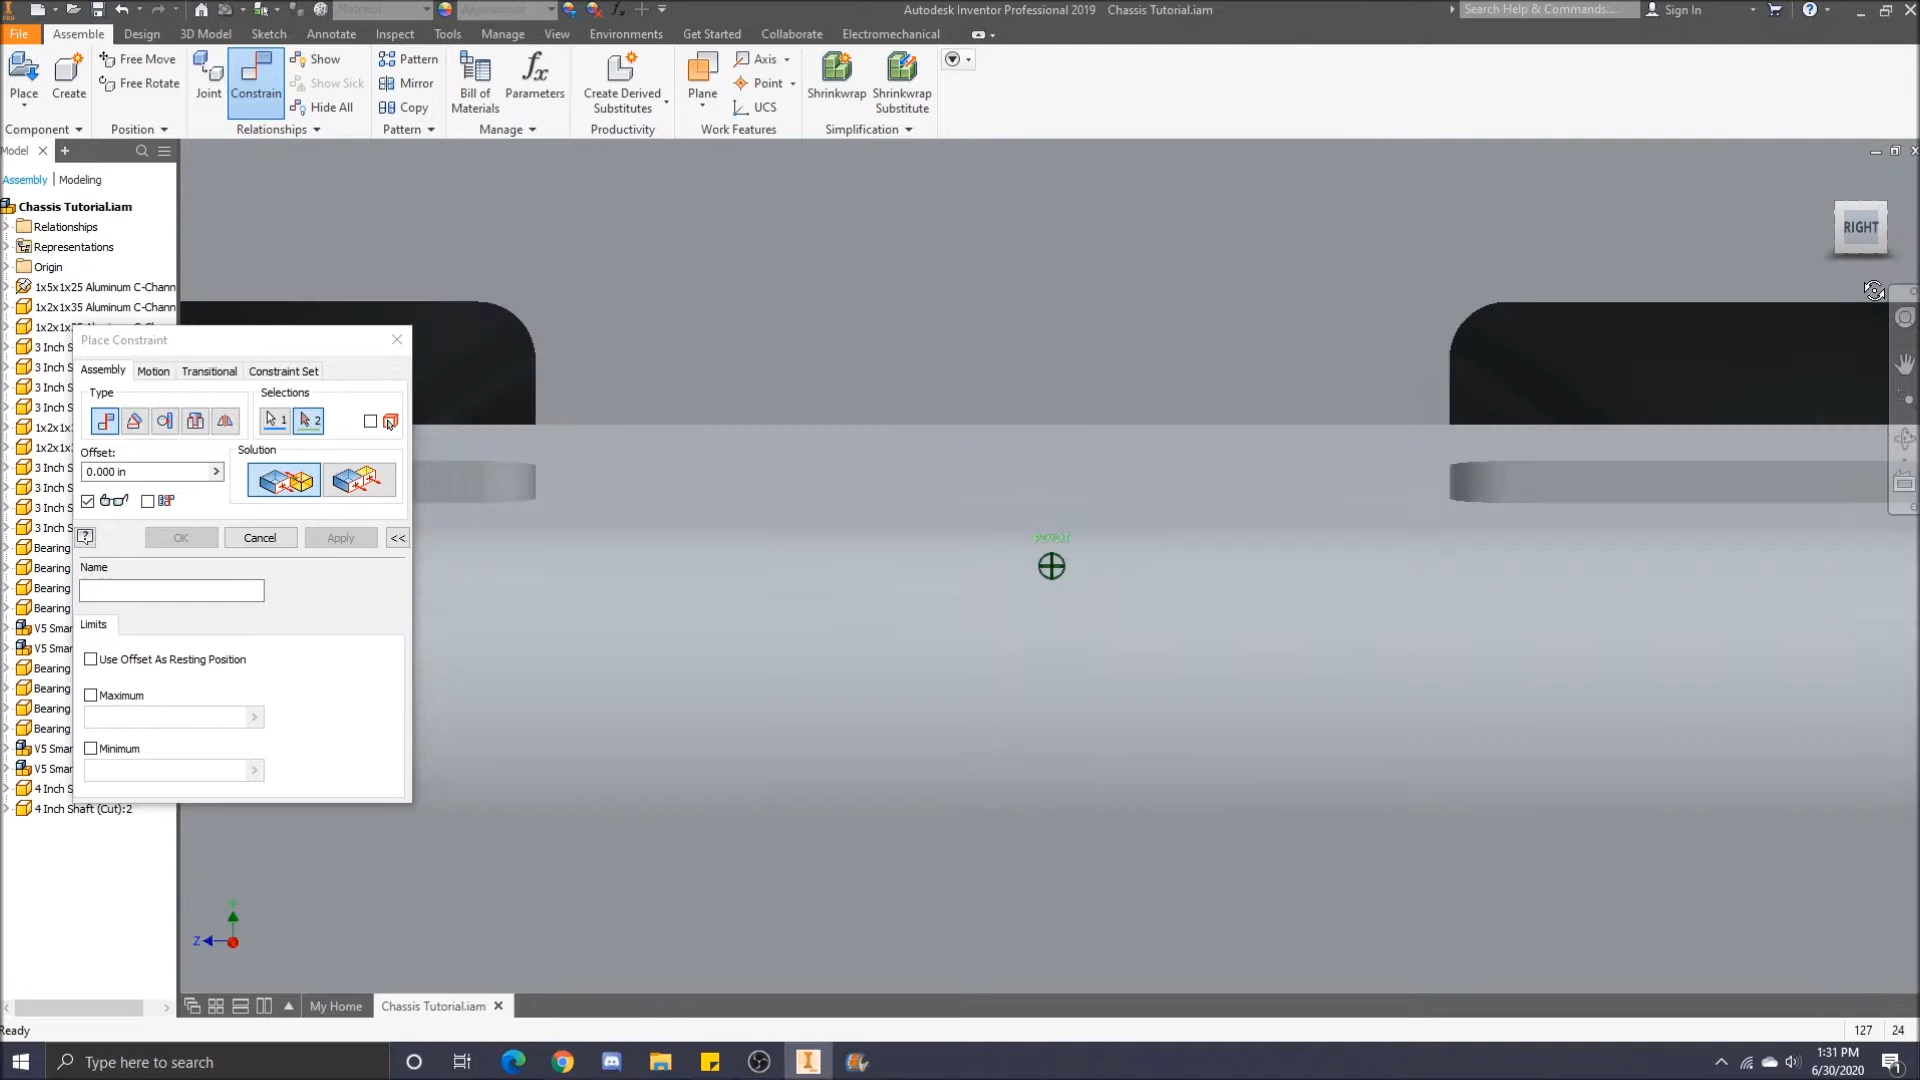 Material
Appearance
Autodesk Inventor Professional 2019 Chassis Tutorial.iam
Search Help & Commands...
Sign In
File
Assemble
Design
3D Model
Sketch
Annotate
Inspect
Tools
Manage
View
Environments
Get Started
Collaborate
Electromechanical
Place
Create
Free Move
Free Rotate
Joint
Constrain
Show
Show Sick
Hide All
Pattern
Mirror
Copy
Bill of
Materials
Parameters
Create Derived
Substitutes
Plane
Axis
Point
UCS
Shrinkwrap
Shrinkwrap
Substitute
Component
Position
Relationships
Pattern
Manage
Productivity
Work Features
Simplification
Model
Assembly | Modeling
Chassis Tutorial.iam
Relationships
Representations
Origin
1x5x1x25 Aluminum C-Chann
1x2x1x35 Aluminum C-Chann
3 Inch S
3 Inch S
3 Inch S
3 Inch S
1x2x1x
1x2x1x
3 Inch S
3 Inch S
3 Inch S
3 Inch S
Bearing
Bearing
Bearing
Bearing
V5 Smar
V5 Smar
Bearing
Bearing
Bearing
Bearing
V5 Smar
V5 Smar
4 Inch S
4 Inch Shaft (Cut):2
Place Constraint
Assembly
Motion
Transitional
Constraint Set
Type
Selections
1
2
Offset:
0.000 in
Solution
OK
Cancel
Apply
<<
Name
Limits
Use Offset As Resting Position
Maximum
Minimum
RIGHT
Z
My Home
Chassis Tutorial.iam
Ready
127 24
Type here to search
1:31 PM
6/30/2020